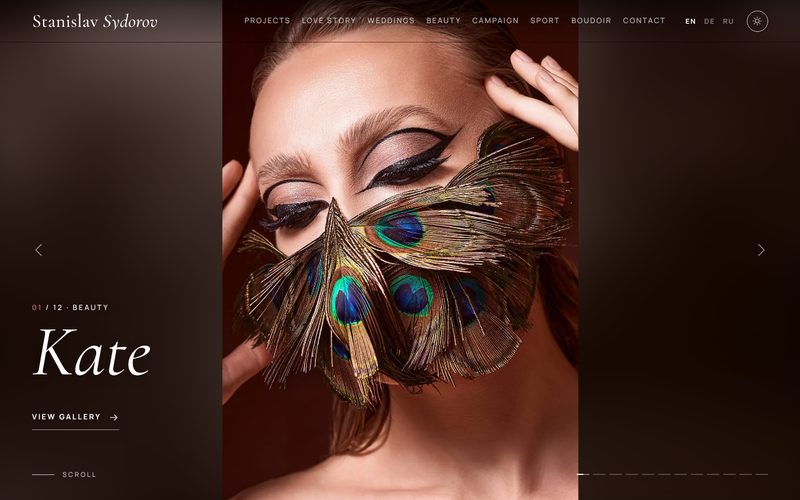 Stanislav Sydorov
PROJECTS LOVE STORY WEDDINGS BEAUTY CAMPAIGN SPORT BOUDOIR CONTACT EN DE RU
01 / 12 · BEAUTY
Kate
VIEW GALLERY →
SCROLL